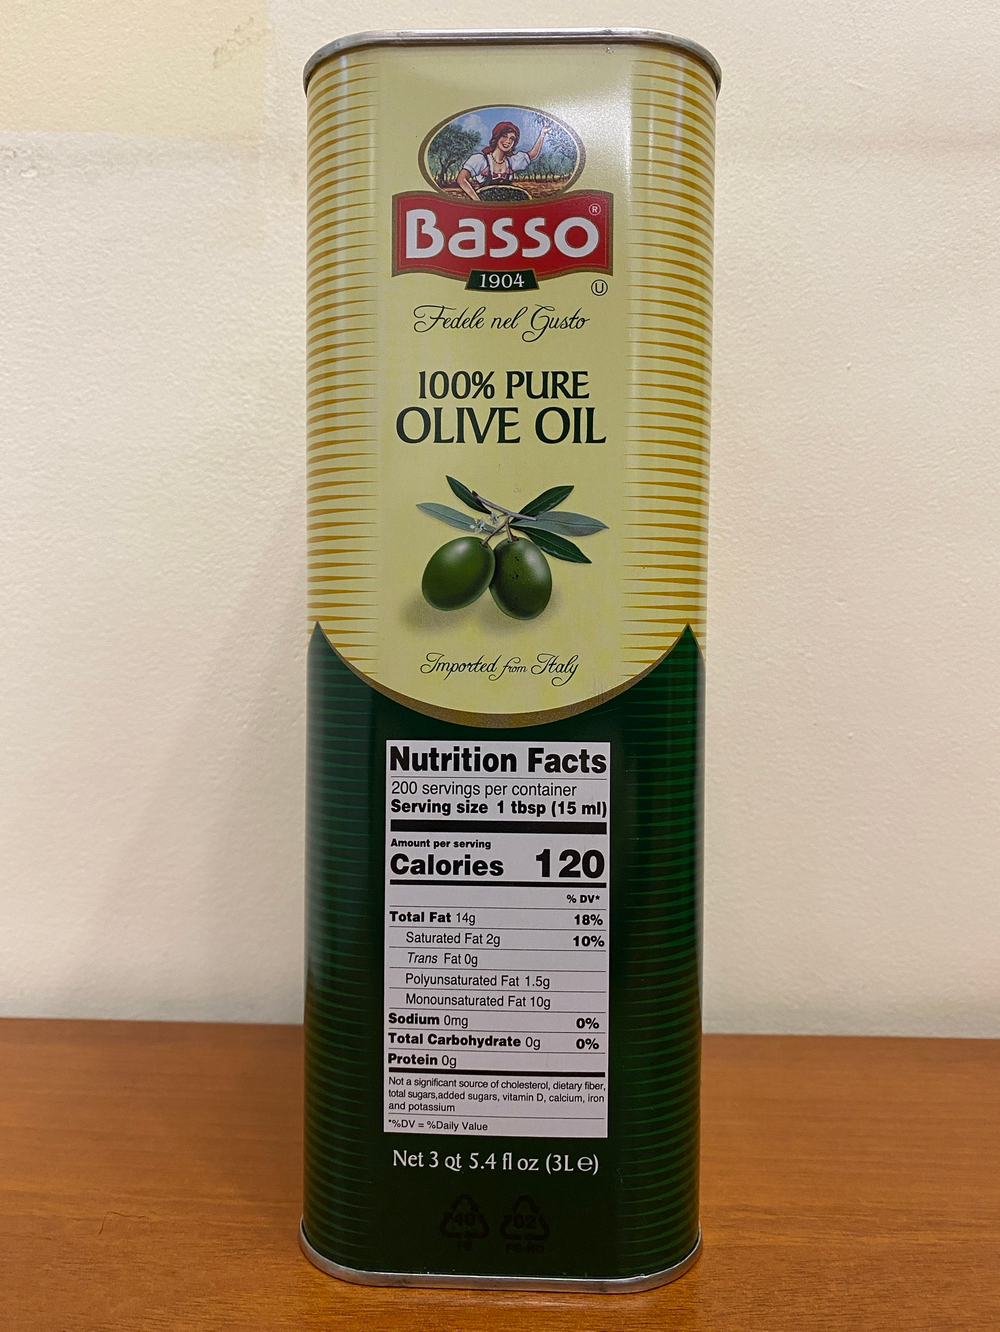 Basso®
1904
Ⓤ
Fedele nel Gusto
100% PURE
OLIVE OIL
Imported from Italy
Nutrition Facts
200 servings per container
Serving size 1 tbsp (15 ml)
Amount per serving
Calories 120
% DV*
Total Fat 14g 18%
Saturated Fat 2g 10%
Trans Fat 0g
Polyunsaturated Fat 1.5g
Monounsaturated Fat 10g
Sodium 0mg 0%
Total Carbohydrate 0g 0%
Protein 0g
Not a significant source of cholesterol, dietary fiber,
total sugars,added sugars, vitamin D, calcium, iron
and potassium
*%DV = %Daily Value
Net 3 qt 5.4 fl oz (3L℮)
40 02
FE